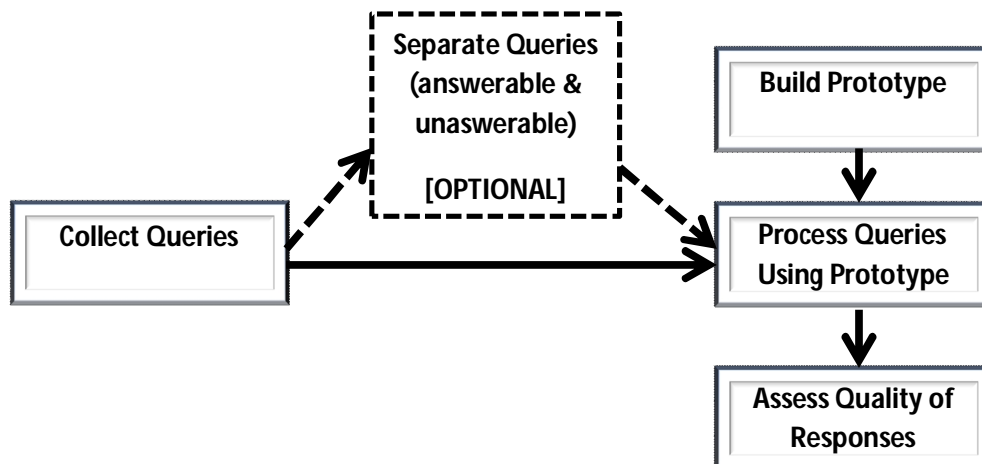 Separate Queries
(answerable &
unaswerable)
[OPTIONAL]
Build Prototype
Collect Queries
Process Queries
Using Prototype
Assess Quality of
Responses